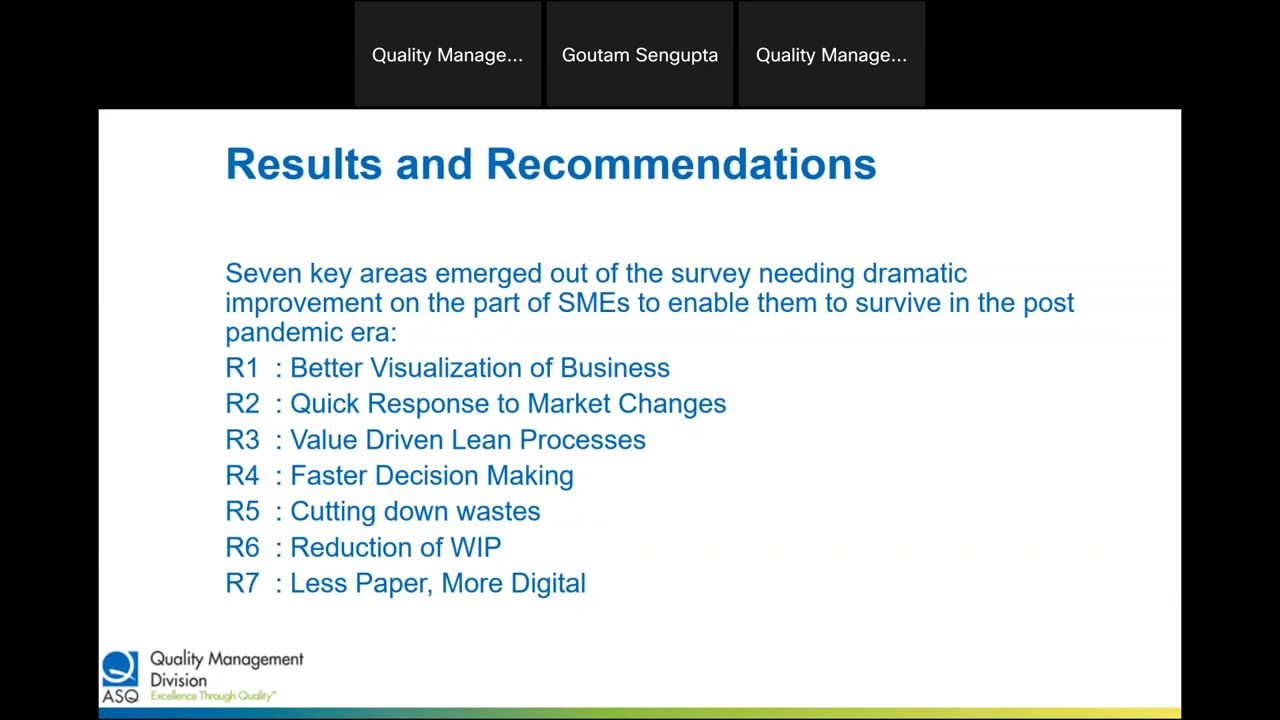 Quality Manage...
Goutam Sengupta
Quality Manage...
Results and Recommendations
Seven key areas emerged out of the survey needing dramatic
improvement on the part of SMEs to enable them to survive in the post
pandemic era:
R1 : Better Visualization of Business
R2 : Quick Response to Market Changes
R3 : Value Driven Lean Processes
R4 : Faster Decision Making
R5 : Cutting down wastes
R6 : Reduction of WIP
R7 : Less Paper, More Digital
Quality Management
Division
ASQ
Excellence Through Quality™